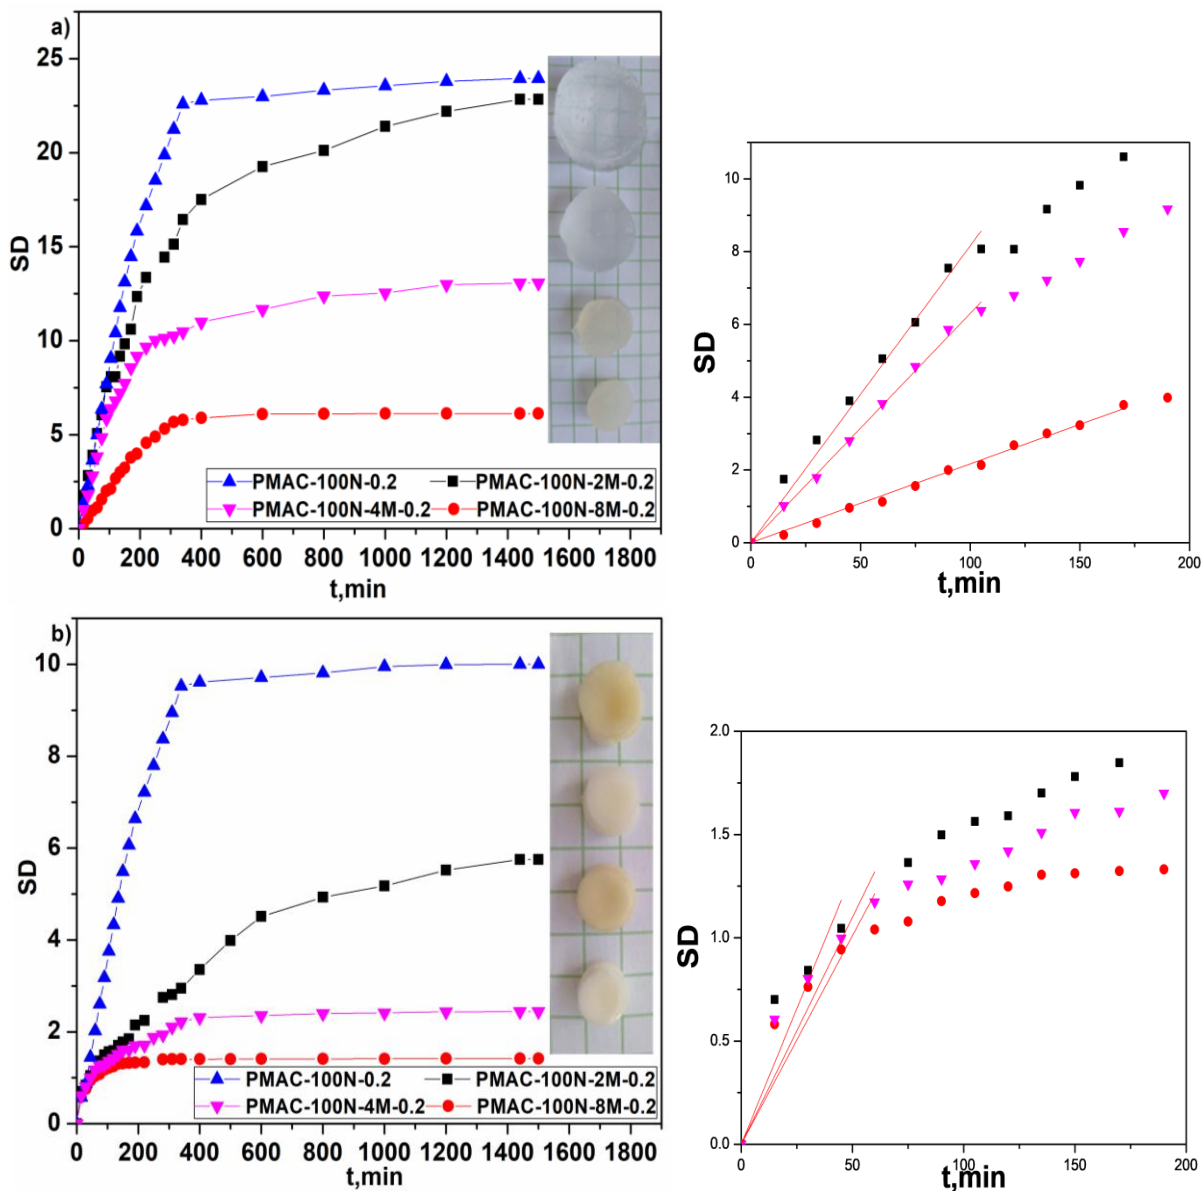 a)
SD
25
20
15
10
5
0
0 200 400 600 800 1000 1200 1400 1600 1800
t,min
PMAC-100N-0.2 PMAC-100N-2M-0.2
PMAC-100N-4M-0.2 PMAC-100N-8M-0.2
SD
10
8
6
4
2
0
0 50 100 150 200
t,min
b)
SD
10
8
6
4
2
0
0 200 400 600 800 1000 1200 1400 1600 1800
t,min
PMAC-100N-0.2 PMAC-100N-2M-0.2
PMAC-100N-4M-0.2 PMAC-100N-8M-0.2
SD
2.0
1.5
1.0
0.5
0.0
0 50 100 150 200
t,min